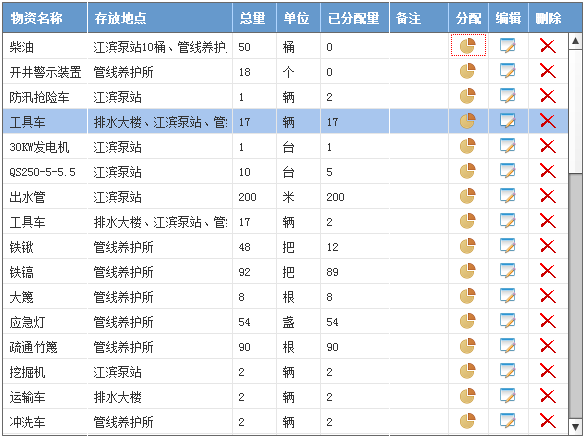 物资名称 存放地点 总量 单位 已分配量 备注 分配 编辑 删除
柴油 江滨泵站10桶、管线养护 50 桶 0
开井警示装置 管线养护所 18 个 0
防汛抢险车 江滨泵站 1 辆 2
工具车 排水大楼、江滨泵站、管 17 辆 17
30KW发电机 江滨泵站 1 台 1
QS250-5-5.5 江滨泵站 10 台 5
出水管 江滨泵站 200 米 200
工具车 排水大楼、江滨泵站、管 17 辆 2
铁锹 管线养护所 48 把 12
铁镐 管线养护所 92 把 89
大篾 管线养护所 8 根 8
应急灯 管线养护所 54 盏 54
疏通竹篾 管线养护所 90 根 90
挖掘机 江滨泵站 2 辆 2
运输车 排水大楼 2 辆 2
冲洗车 管线养护所 2 辆 2